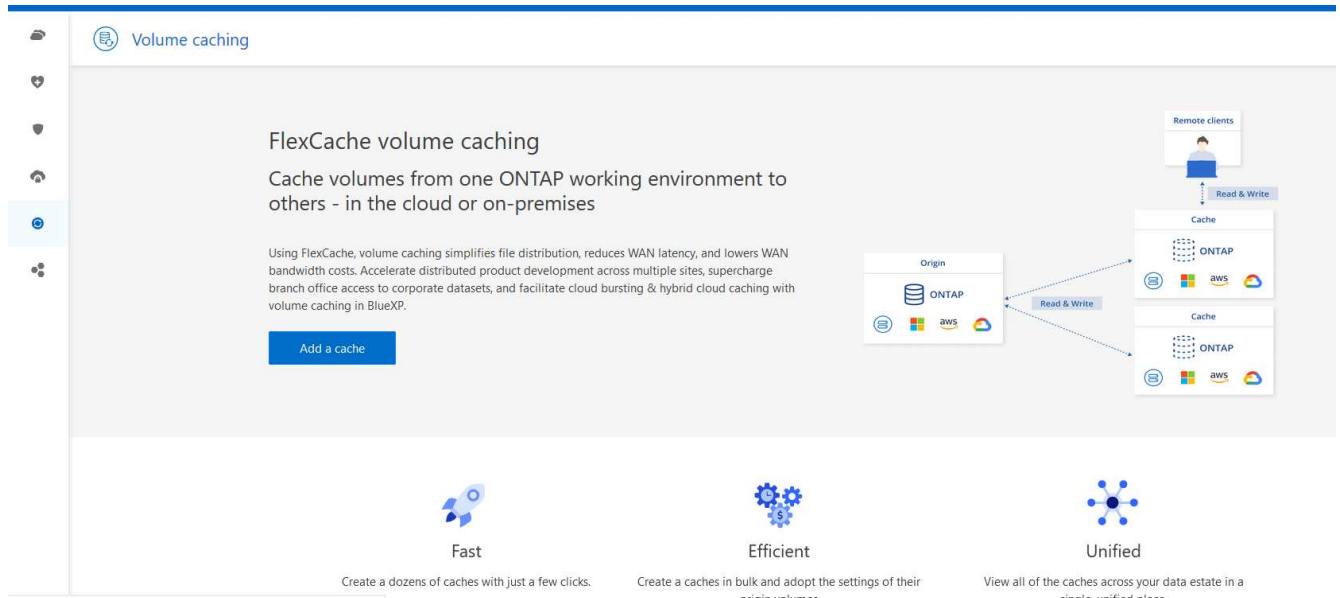 Volume caching
FlexCache volume caching
Cache volumes from one ONTAP working environment to
others - in the cloud or on-premises
Using FlexCache, volume caching simplifies file distribution, reduces WAN latency, and lowers WAN
bandwidth costs. Accelerate distributed product development across multiple sites, supercharge
branch office access to corporate datasets, and facilitate cloud bursting & hybrid cloud caching with
volume caching in BlueXP.
Add a cache
Remote clients
Read & Write
Cache
ONTAP
aws
Origin
ONTAP
aws
Read & Write
Cache
ONTAP
aws
Fast
Create a dozens of caches with just a few clicks.
Efficient
Create a caches in bulk and adopt the settings of their
origin volumes
Unified
View all of the caches across your data estate in a
single, unified place